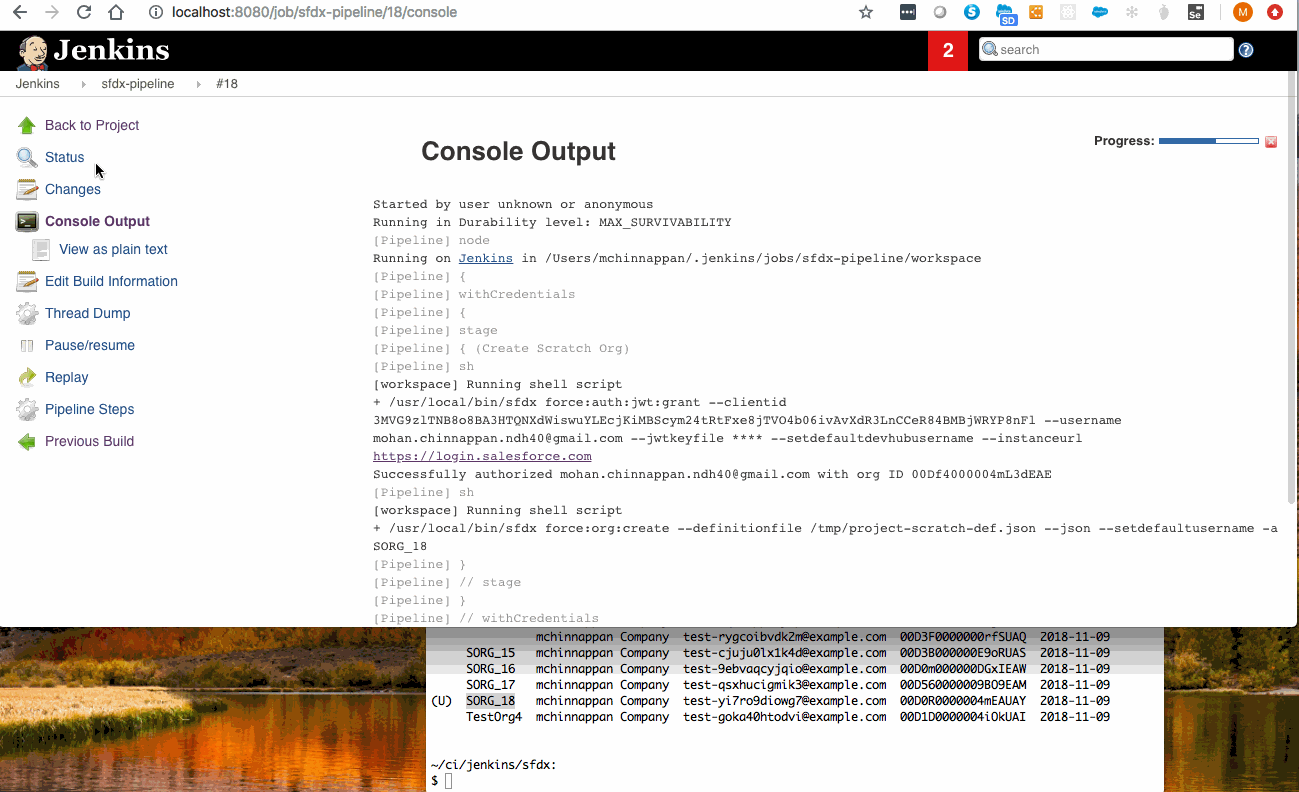 localhost:8080/job/sfdx-pipeline/18/console
SD
Se
M
Jenkins
2
search
?
Jenkins
sfdx-pipeline
#18
Back to Project
Status
Changes
Console Output
View as plain text
Edit Build Information
Thread Dump
Pause/resume
Replay
Pipeline Steps
Previous Build
Console Output
Progress:
Started by user unknown or anonymous
Running in Durability level: MAX_SURVIVABILITY
[Pipeline] node
Running on Jenkins in /Users/mchinnappan/.jenkins/jobs/sfdx-pipeline/workspace
[Pipeline] {
[Pipeline] withCredentials
[Pipeline] {
[Pipeline] stage
[Pipeline] { (Create Scratch Org)
[Pipeline] sh
[workspace] Running shell script
+ /usr/local/bin/sfdx force:auth:jwt:grant --clientid
3MVG9zlTNB8o8BA3HTQNXdWiswuYLEcjKiMBScym24tRtFxe8jTVO4b06ivAvXdR3LnCCeR84BMBjWRYP8nFl --username
mohan.chinnappan.ndh40@gmail.com --jwtkeyfile **** --setdefaultdevhubusername --instanceurl
https://login.salesforce.com
Successfully authorized mohan.chinnappan.ndh40@gmail.com with org ID 00Df4000004mL3dEAE
[Pipeline] sh
[workspace] Running shell script
+ /usr/local/bin/sfdx force:org:create --definitionfile /tmp/project-scratch-def.json --json --setdefaultusername -a
SORG_18
[Pipeline] }
[Pipeline] // stage
[Pipeline] }
[Pipeline] // withCredentials
mchinnappan Company test-rygcoibvdk2m@example.com 00D3F0000000rfSUAQ 2018-11-09
SORG_15 mchinnappan Company test-cjuju0lx1k4d@example.com 00D3B000000E9oRUAS 2018-11-09
SORG_16 mchinnappan Company test-9ebvaqcyjqio@example.com 00D0m000000DGxIEAW 2018-11-09
SORG_17 mchinnappan Company test-qsxhucigmik3@example.com 00D560000009BO9EAM 2018-11-09
(U) SORG_18 mchinnappan Company test-yi7ro9diowg7@example.com 00D0R0000004mEAUAY 2018-11-09
TestOrg4 mchinnappan Company test-goka40htodvi@example.com 00D1D0000004iOkUAI 2018-11-09
~/ci/jenkins/sfdx:
$